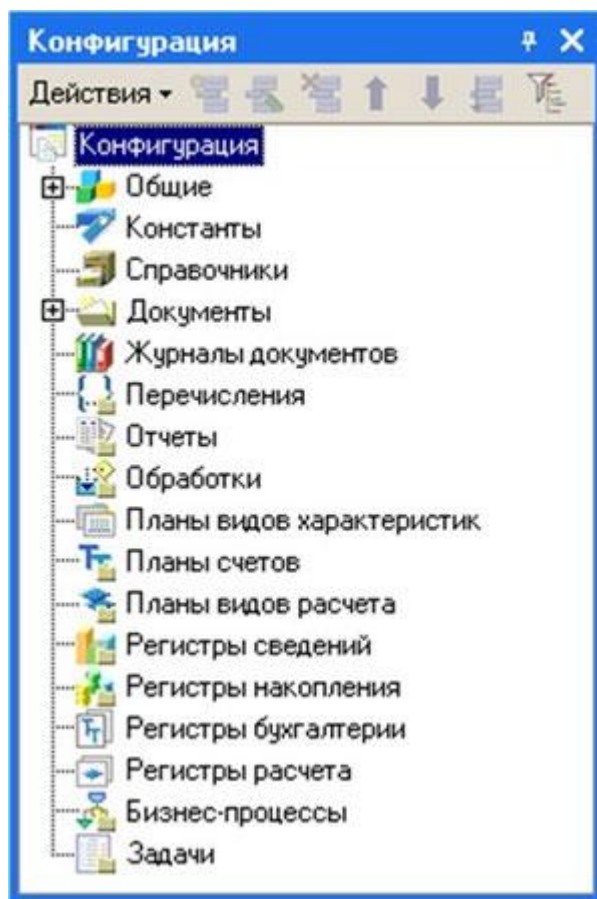 Конфигурация
Действия
Конфигурация
Общие
Константы
Справочники
Документы
Журналы документов
Перечисления
Отчеты
Обработки
Планы видов характеристик
Планы счетов
Планы видов расчета
Регистры сведений
Регистры накопления
Регистры бухгалтерии
Регистры расчета
Бизнес-процессы
Задачи